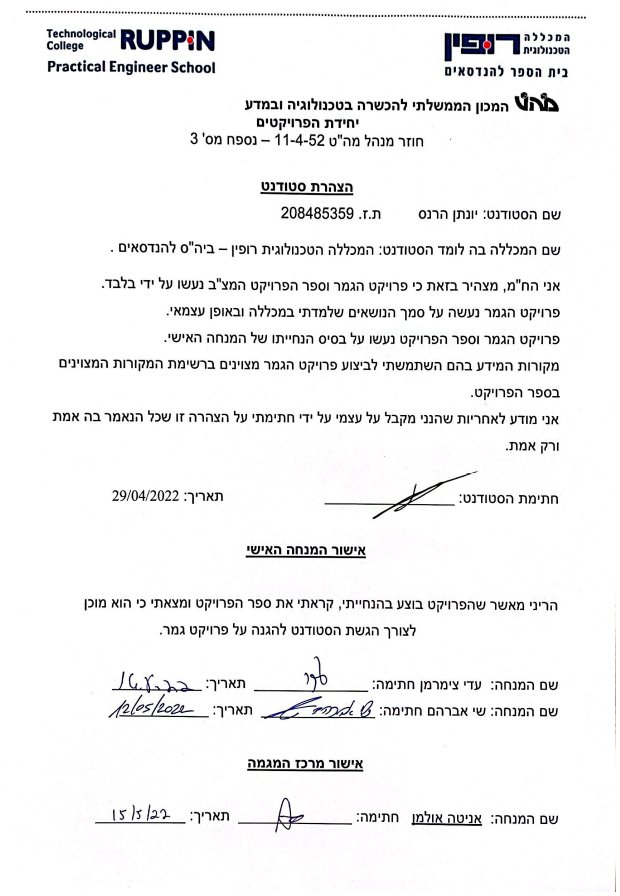 Technological College RUPPIN
Practical Engineer School
המכללה הטכנולוגית רופין
בית הספר להנדסאים
מה"ט המכון הממשלתי להכשרה בטכנולוגיה ובמדע
יחידת הפרויקטים
חוזר מנהל מה"ט 11-4-52 – נספח מס' 3
הצהרת סטודנט
שם הסטודנט: יונתן הרנס ת.ז. 208485359
שם המכללה בה לומד הסטודנט: המכללה הטכנולוגית רופין – ביה"ס להנדסאים .
אני הח"מ, מצהיר בזאת כי פרויקט הגמר וספר הפרויקט המצ"ב נעשו על ידי בלבד.
פרויקט הגמר נעשה על סמך הנושאים שלמדתי במכללה ובאופן עצמאי.
פרויקט הגמר וספר הפרויקט נעשו על בסיס הנחייתו של המנחה האישי.
מקורות המידע בהם השתמשתי לביצוע פרויקט הגמר מצוינים ברשימת המקורות המצוינים
בספר הפרויקט.
אני מודע לאחריות שהנני מקבל על עצמי על ידי חתימתי על הצהרה זו שכל הנאמר בה אמת
ורק אמת.
חתימת הסטודנט: תאריך: 29/04/2022
אישור המנחה האישי
הריני מאשר שהפרויקט בוצע בהנחייתי, קראתי את ספר הפרויקט ומצאתי כי הוא מוכן
לצורך הגשת הסטודנט להגנה על פרויקט גמר.
שם המנחה: עדי צימרמן חתימה: תאריך:
שם המנחה: שי אברהם חתימה: תאריך: 12/05/2022
אישור מרכז המגמה
שם המנחה: אניטה אולמן חתימה: תאריך: 15/5/22